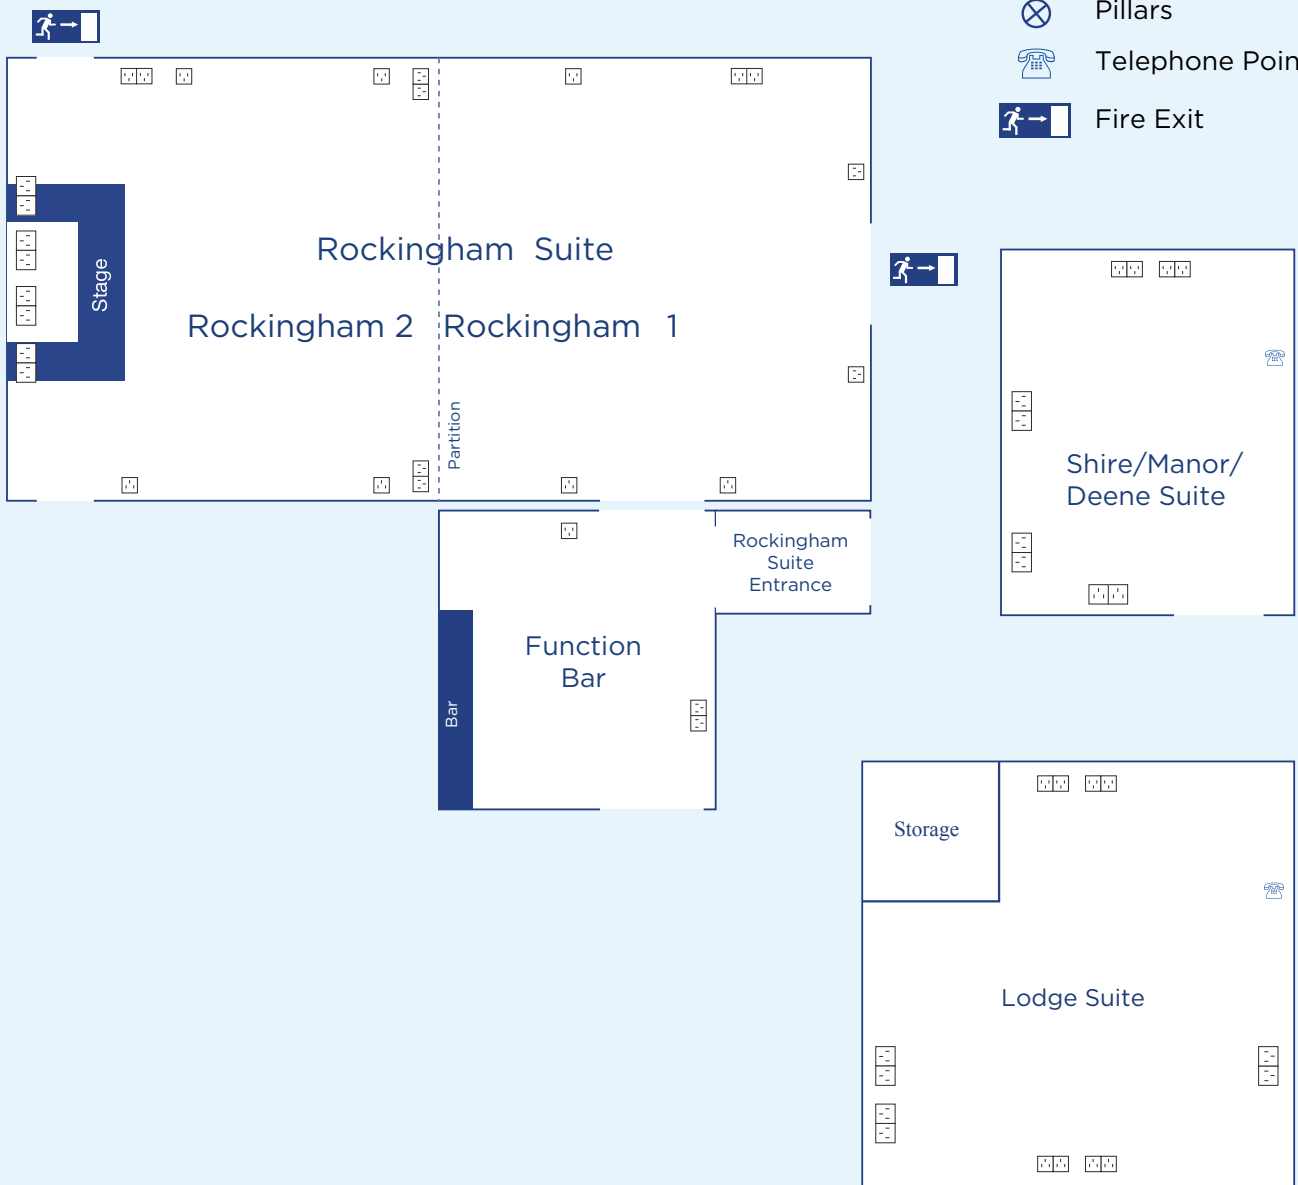 Pillars
Telephone Poin
Fire Exit
Rockingham Suite
Rockingham 2 Rockingham 1
Stage
Partition
Shire/Manor/
Deene Suite
Rockingham
Suite
Entrance
Function
Bar
Bar
Storage
Lodge Suite